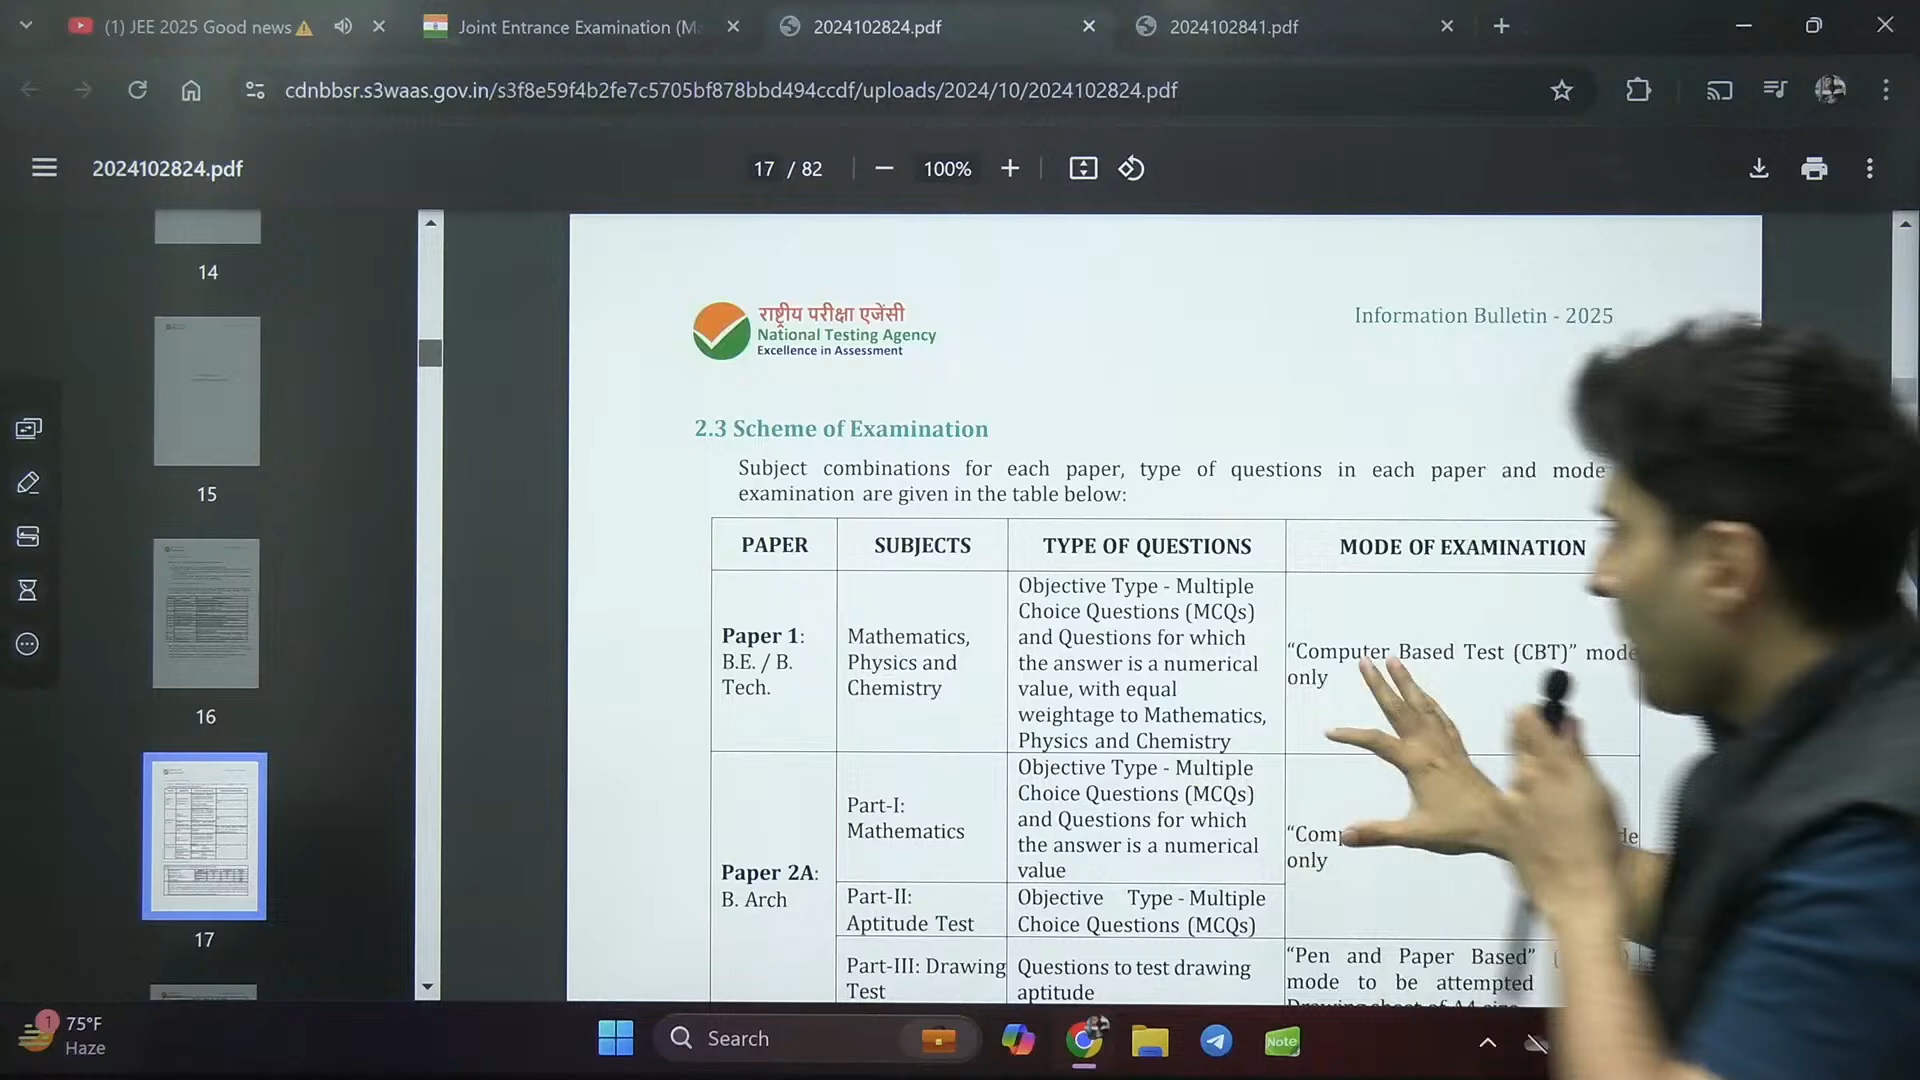 (1) JEE 2025 Good news
Joint Entrance Examination (M
2024102824.pdf
2024102841.pdf
cdnbbsr.s3waas.gov.in/s3f8e59f4b2fe7c5705bf878bbd494ccdf/uploads/2024/10/2024102824.pdf
2024102824.pdf
17 / 82
100%
14
15
16
17
राष्ट्रीय परीक्षा एजेंसी
National Testing Agency
Excellence in Assessment
Information Bulletin - 2025
2.3 Scheme of Examination
Subject combinations for each paper, type of questions in each paper and mode
examination are given in the table below:
PAPER
SUBJECTS
TYPE OF QUESTIONS
MODE OF EXAMINATION
Paper 1:
B.E. / B.
Tech.
Mathematics,
Physics and
Chemistry
Objective Type - Multiple
Choice Questions (MCQs)
and Questions for which
the answer is a numerical
value, with equal
weightage to Mathematics,
Physics and Chemistry
“Computer Based Test (CBT)” mode
only
Paper 2A:
B. Arch
Part-I:
Mathematics
Objective Type - Multiple
Choice Questions (MCQs)
and Questions for which
the answer is a numerical
value
only
Part-II:
Aptitude Test
Objective Type - Multiple
Choice Questions (MCQs)
Part-III: Drawing
Test
Questions to test drawing
aptitude
“Pen and Paper Based”
mode to be attempted
1
75°F
Haze
Search
Note